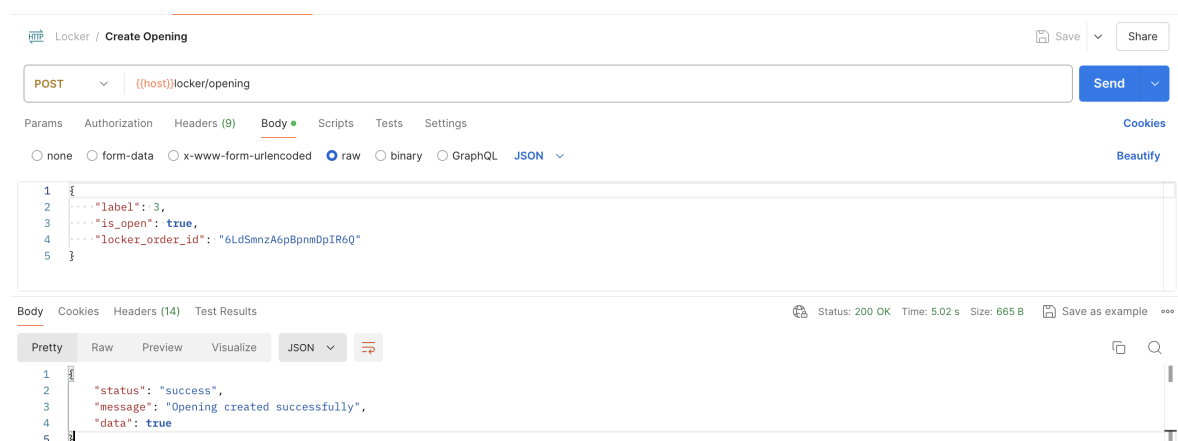 HTTP Locker / Create Opening Save Share
POST {{host}}locker/opening Send
Params Authorization Headers (9) Body Scripts Tests Settings Cookies
none form-data x-www-form-urlencoded raw binary GraphQL JSON Beautify
1 {
2 "label": 3,
3 "is_open": true,
4 "locker_order_id": "6LdSmnzA6pBpnmDpIR6Q"
5 }
Body Cookies Headers (14) Test Results Status: 200 OK Time: 5.02 s Size: 665 B Save as example
Pretty Raw Preview Visualize JSON
1 {
2 "status": "success",
3 "message": "Opening created successfully",
4 "data": true
5 }